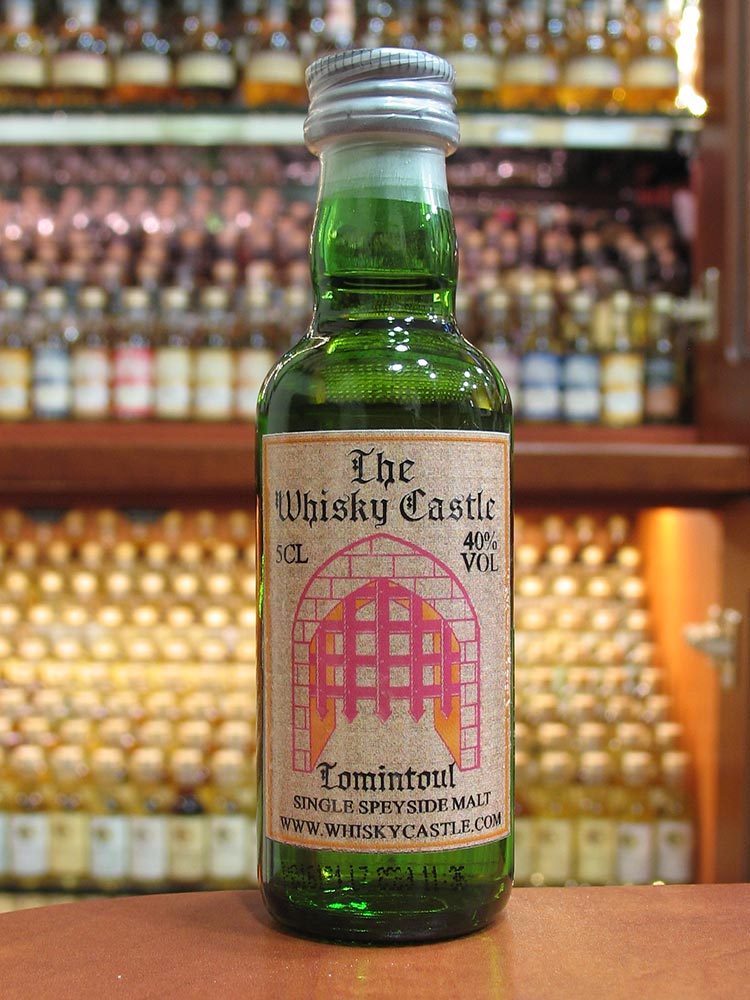 The
Whisky Castle
5CL
40%
VOL
Tomintoul
SINGLE SPEYSIDE MALT
WWW.WHISKYCASTLE.COM